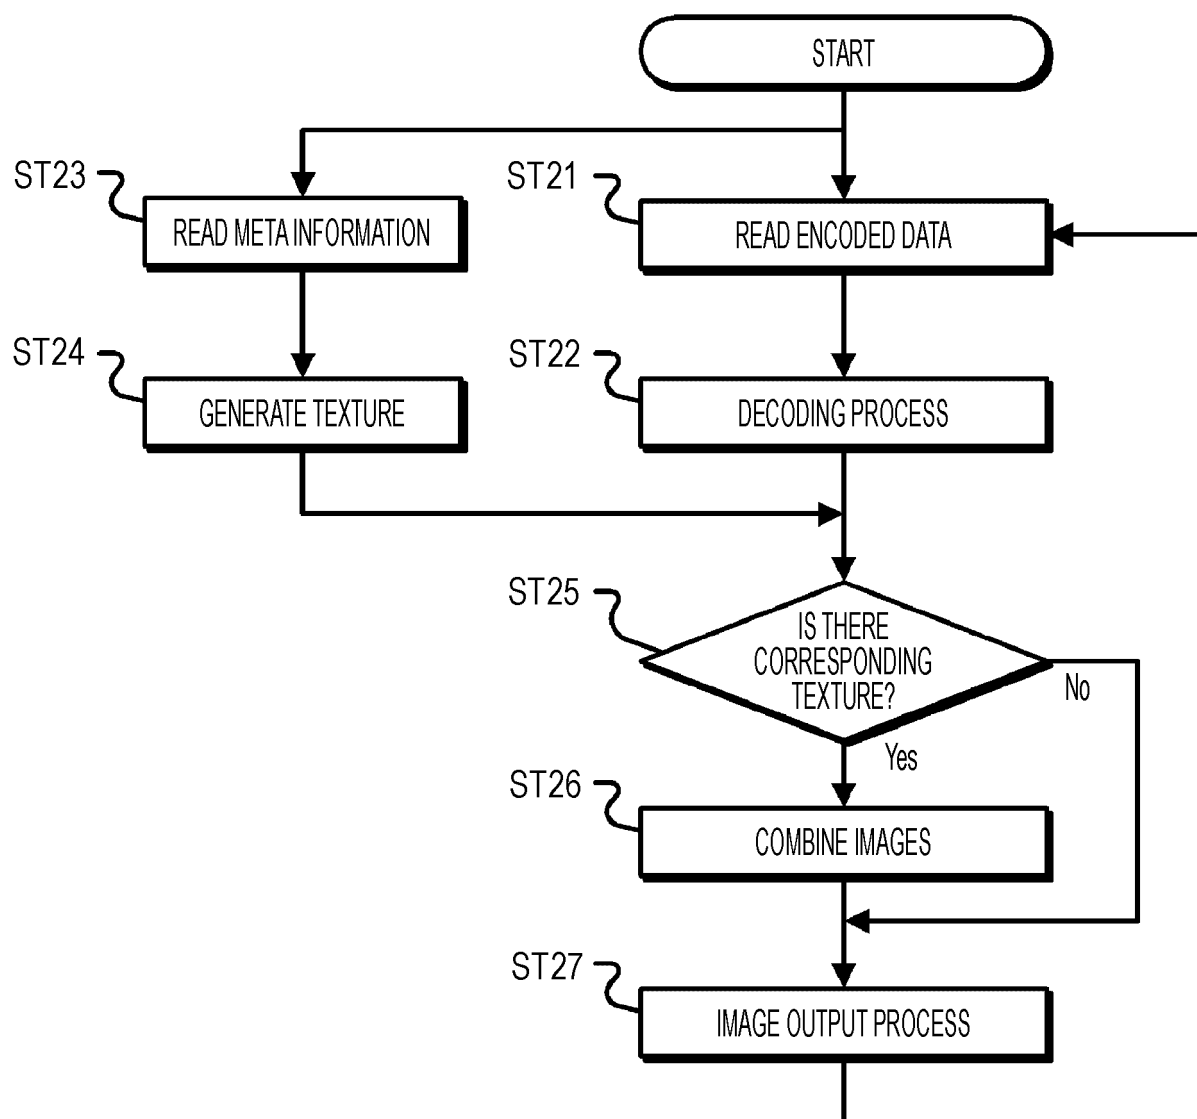 START
ST23
READ META INFORMATION
ST21
READ ENCODED DATA
ST24
GENERATE TEXTURE
ST22
DECODING PROCESS
ST25
IS THERE
CORRESPONDING
TEXTURE?
No
Yes
ST26
COMBINE IMAGES
ST27
IMAGE OUTPUT PROCESS